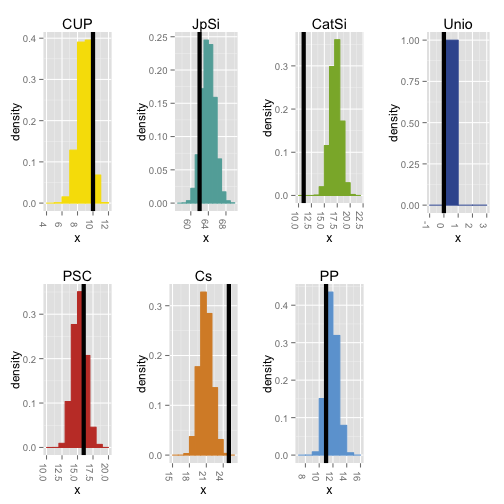 CUP JpSi CatSi Unio
density 0.0 0.1 0.2 0.3 0.4
4 6 8 10 12
x
density 0.00 0.05 0.10 0.15 0.20 0.25
60 64 68
x
density 0.0 0.1 0.2 0.3
10.0 12.5 15.0 17.5 20.0 22.5
x
density 0.00 0.25 0.50 0.75 1.00
-1 0 1 2 3
x
PSC Cs PP
density 0.0 0.1 0.2 0.3
10.0 12.5 15.0 17.5 20.0
x
density 0.0 0.1 0.2 0.3
15 18 21 24
x
density 0.0 0.1 0.2 0.3 0.4
8 10 12 14 16
x